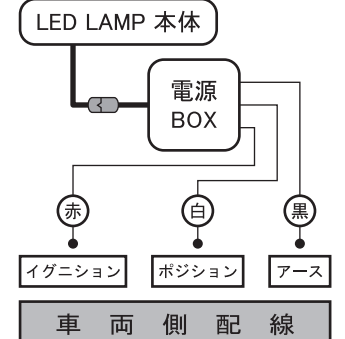 LED LAMP 本体
電源
BOX
赤 白 黒
イグニション ポジション アース
車両側配線